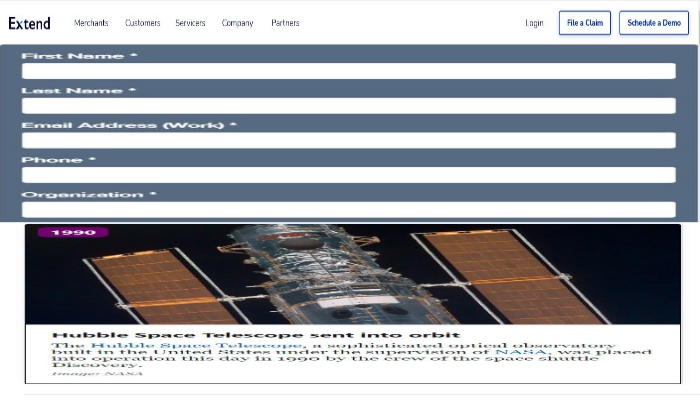 Extend
Merchants Customers Servicers Company Partners
Login File a Claim Schedule a Demo
First Name *
Last Name *
Email Address (Work) *
Phone *
Organization *
1990
Hubble Space Telescope sent into orbit
The Hubble Space Telescope, a sophisticated optical observatory
built in the United States under the supervision of NASA, was placed
into operation this day in 1990 by the crew of the space shuttle
Discovery.
Image: NASA